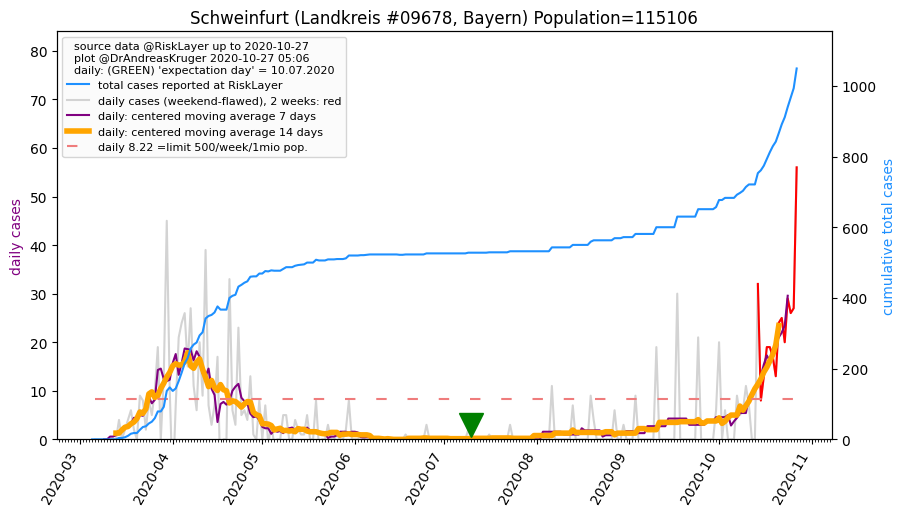 Schweinfurt (Landkreis #09678, Bayern) Population=115106
source data @RiskLayer up to 2020-10-27
plot @DrAndreasKruger 2020-10-27 05:06
daily: (GREEN) 'expectation day' = 10.07.2020
total cases reported at RiskLayer
daily cases (weekend-flawed), 2 weeks: red
daily: centered moving average 7 days
daily: centered moving average 14 days
daily 8.22 =limit 500/week/1mio pop.
daily cases
80
70
60
50
40
30
20
10
0
cumulative total cases
1000
800
600
400
200
0
2020-03
2020-04
2020-05
2020-06
2020-07
2020-08
2020-09
2020-10
2020-11